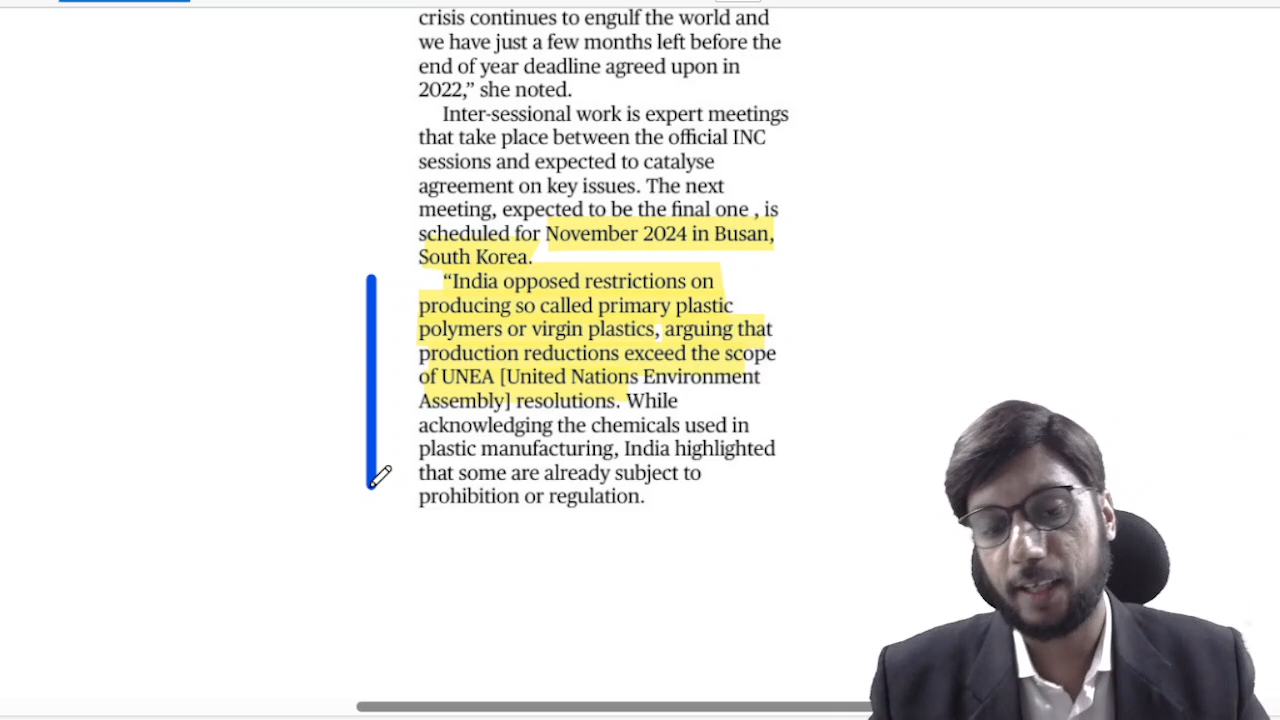 crisis continues to engulf the world and
we have just a few months left before the
end of year deadline agreed upon in
2022,” she noted.
Inter-sessional work is expert meetings
that take place between the official INC
sessions and expected to catalyse
agreement on key issues. The next
meeting, expected to be the final one , is
scheduled for November 2024 in Busan,
South Korea.
“India opposed restrictions on
producing so called primary plastic
polymers or virgin plastics, arguing that
production reductions exceed the scope
of UNEA [United Nations Environment
Assembly] resolutions. While
acknowledging the chemicals used in
plastic manufacturing, India highlighted
that some are already subject to
prohibition or regulation.